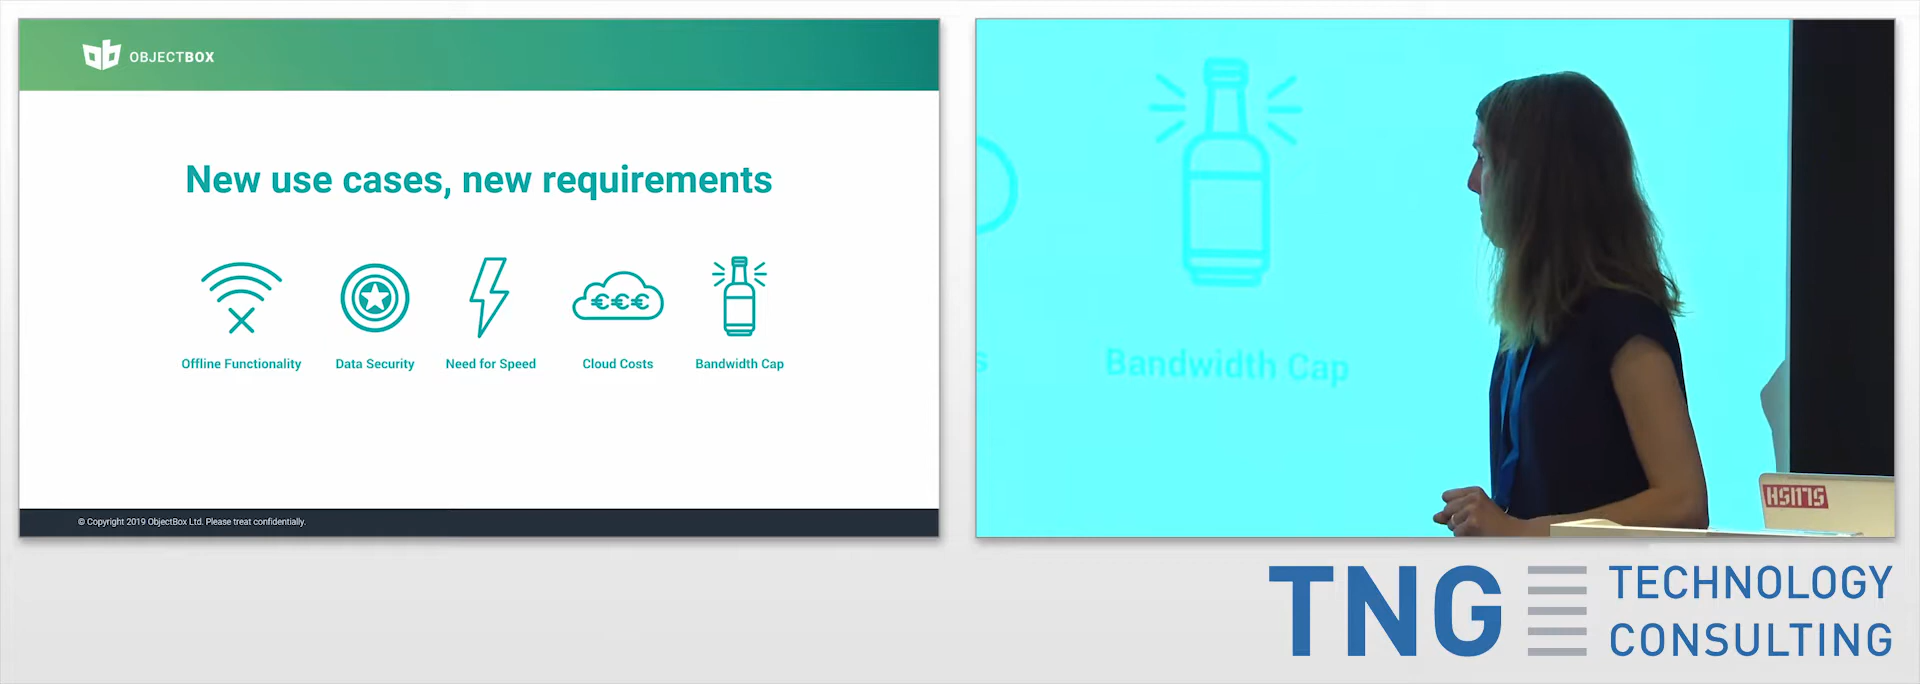 OBJECTBOX
New use cases, new requirements
€€€
Offline Functionality
Data Security
Need for Speed
Cloud Costs
Bandwidth Cap
© Copyright 2019 ObjectBox Ltd. Please treat confidentially.
s
Bandwidth Cap
TNG TECHNOLOGY
CONSULTING